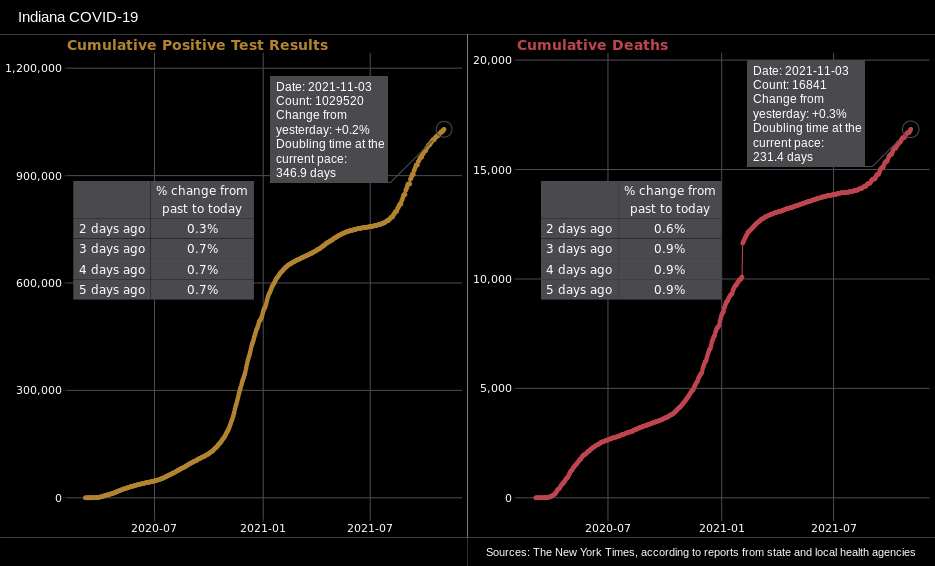 Indiana COVID-19
Cumulative Positive Test Results
1,200,000
900,000
600,000
300,000
0
2020-07
2021-01
2021-07
Date: 2021-11-03
Count: 1029520
Change from
yesterday: +0.2%
Doubling time at the
current pace:
346.9 days
% change from
past to today
2 days ago 0.3%
3 days ago 0.7%
4 days ago 0.7%
5 days ago 0.7%
Cumulative Deaths
20,000
15,000
10,000
5,000
0
2020-07
2021-01
2021-07
Date: 2021-11-03
Count: 16841
Change from
yesterday: +0.3%
Doubling time at the
current pace:
231.4 days
% change from
past to today
2 days ago 0.6%
3 days ago 0.9%
4 days ago 0.9%
5 days ago 0.9%
Sources: The New York Times, according to reports from state and local health agencies